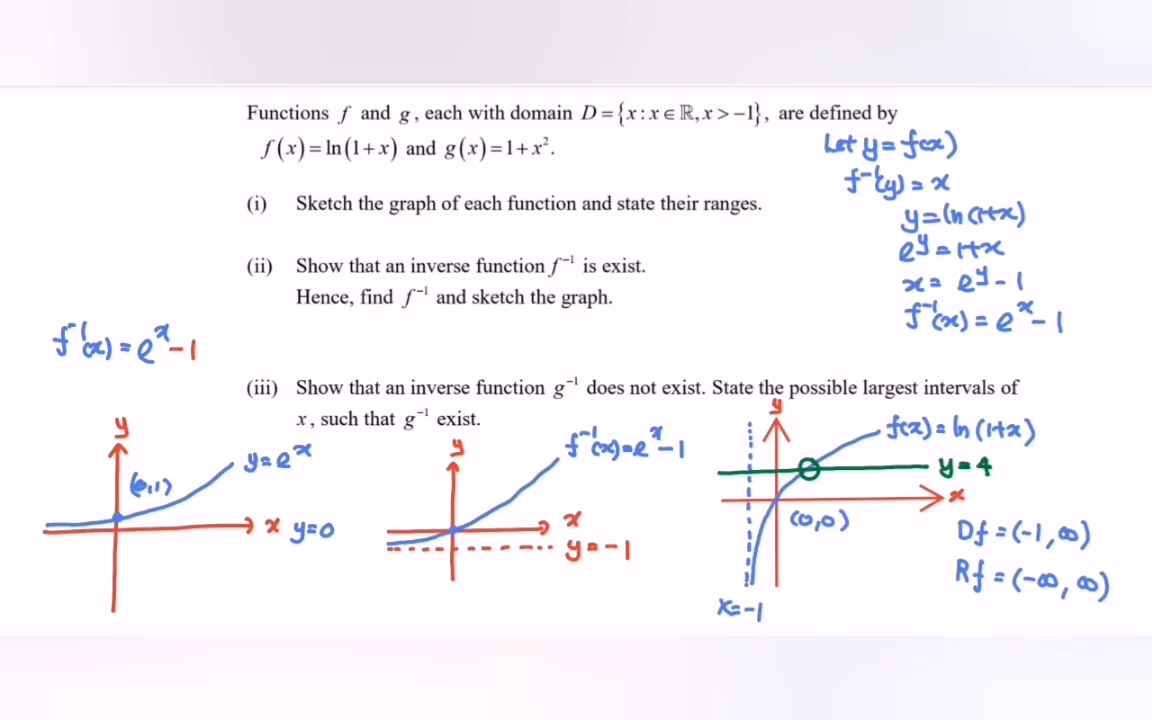 Functions f and g, each with domain D = {x : x ∈ ℝ, x > −1}, are defined by
f(x) = ln(1 + x) and g(x) = 1 + x².
(i) Sketch the graph of each function and state their ranges.
(ii) Show that an inverse function f⁻¹ is exist.
Hence, find f⁻¹ and sketch the graph.
(iii) Show that an inverse function g⁻¹ does not exist. State the possible largest intervals of
x, such that g⁻¹ exist.
Let y = f(x)
f⁻¹(y) = x
y = ln(1+x)
e^y = 1+x
x = e^y - 1
f⁻¹(x) = e^x - 1
f⁻¹(x) = e^x - 1
y
y = e^x
(0,1)
x y=0
y
f⁻¹(x) = e^x - 1
x
y = -1
y
f(x) = ln(1+x)
y = 4
x
(0,0)
x = -1
Df = (-1, ∞)
Rf = (-∞, ∞)